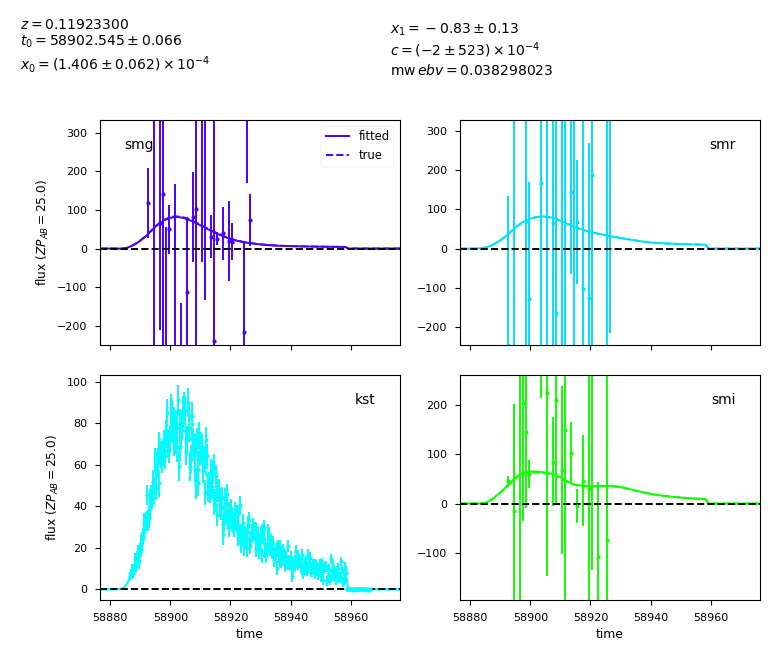 z = 0.11923300
t₀ = 58902.545 ± 0.066
x₀ = (1.406 ± 0.062) × 10⁻⁴
x₁ = −0.83 ± 0.13
c = (−2 ± 523) × 10⁻⁴
mw ebv = 0.038298023
smg
fitted
true
300
200
100
0
−100
−200
flux (ZP_AB = 25.0)
smr
300
200
100
0
−100
−200
kst
100
80
60
40
20
0
flux (ZP_AB = 25.0)
58880 58900 58920 58940 58960
time
smi
200
100
0
−100
58880 58900 58920 58940 58960
time